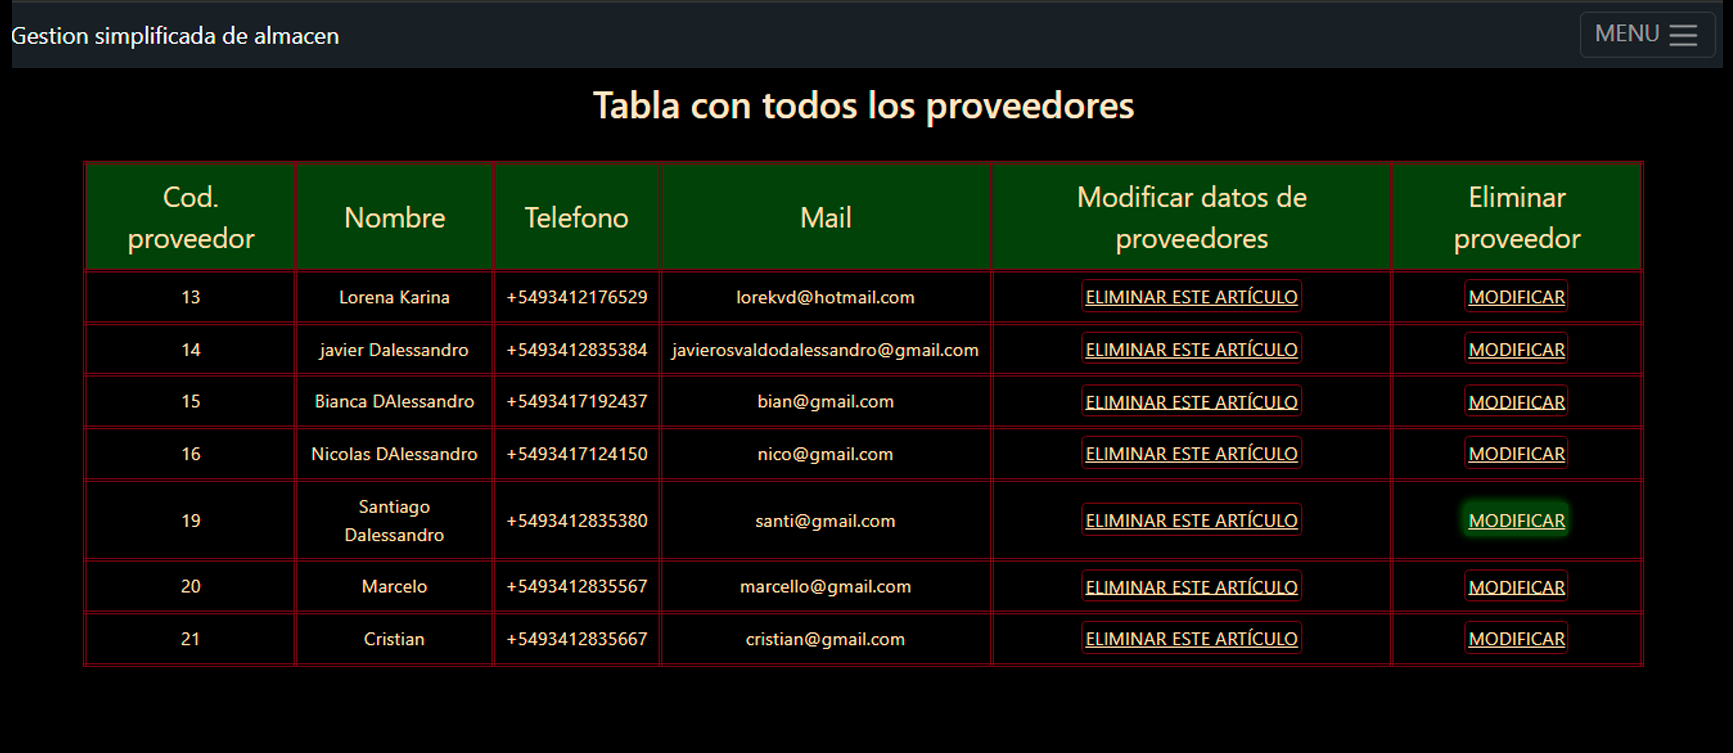 Gestion simplificada de almacen
MENU
Tabla con todos los proveedores
Cod. proveedor Nombre Telefono Mail Modificar datos de proveedores Eliminar proveedor
13 Lorena Karina +5493412176529 lorekvd@hotmail.com ELIMINAR ESTE ARTÍCULO MODIFICAR
14 javier Dalessandro +5493412835384 javierosvaldodalessandro@gmail.com ELIMINAR ESTE ARTÍCULO MODIFICAR
15 Bianca DAlessandro +5493417192437 bian@gmail.com ELIMINAR ESTE ARTÍCULO MODIFICAR
16 Nicolas DAlessandro +5493417124150 nico@gmail.com ELIMINAR ESTE ARTÍCULO MODIFICAR
19 Santiago Dalessandro +5493412835380 santi@gmail.com ELIMINAR ESTE ARTÍCULO MODIFICAR
20 Marcelo +5493412835567 marcello@gmail.com ELIMINAR ESTE ARTÍCULO MODIFICAR
21 Cristian +5493412835667 cristian@gmail.com ELIMINAR ESTE ARTÍCULO MODIFICAR